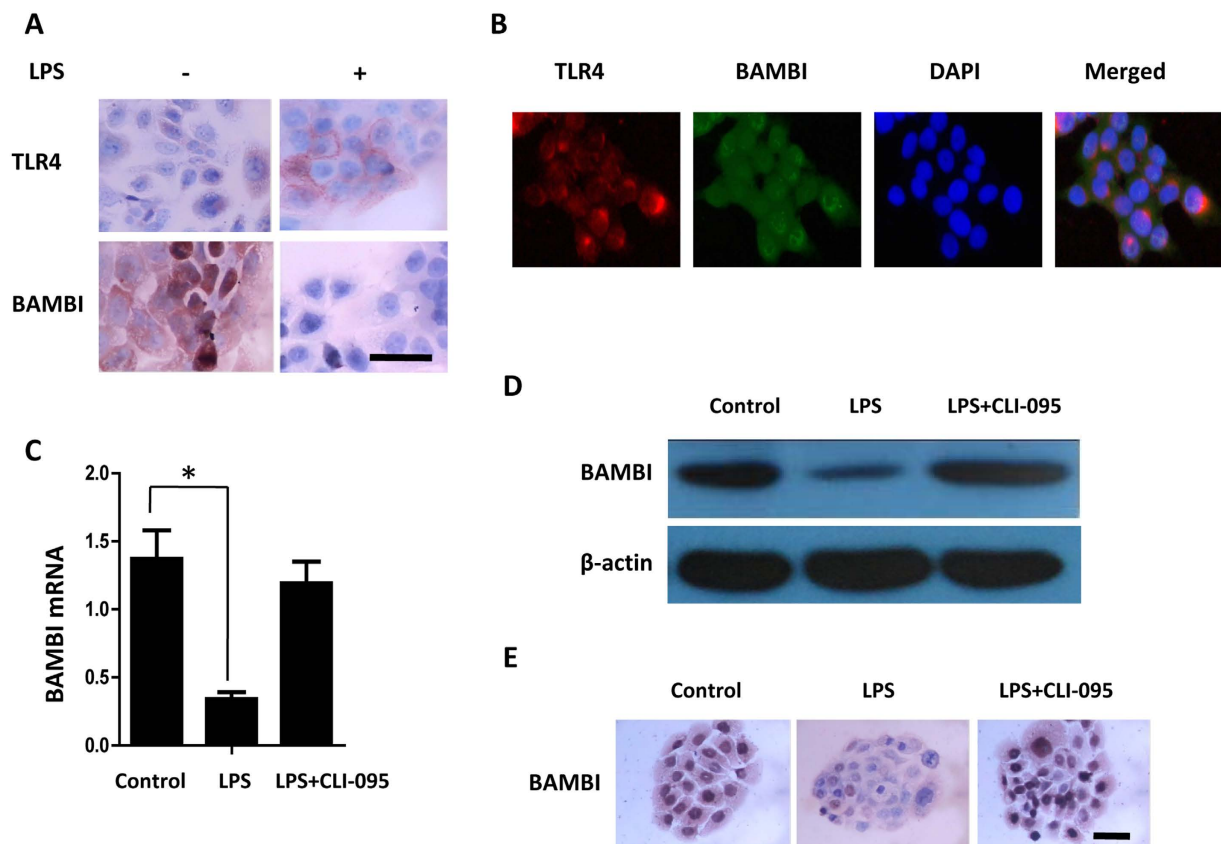 A
LPS - +
TLR4
BAMBI
B
TLR4 BAMBI DAPI Merged
C
BAMBI mRNA
2.0
1.5
1.0
0.5
0.0
*
Control LPS LPS+CLI-095
D
Control LPS LPS+CLI-095
BAMBI
β-actin
E
Control LPS LPS+CLI-095
BAMBI